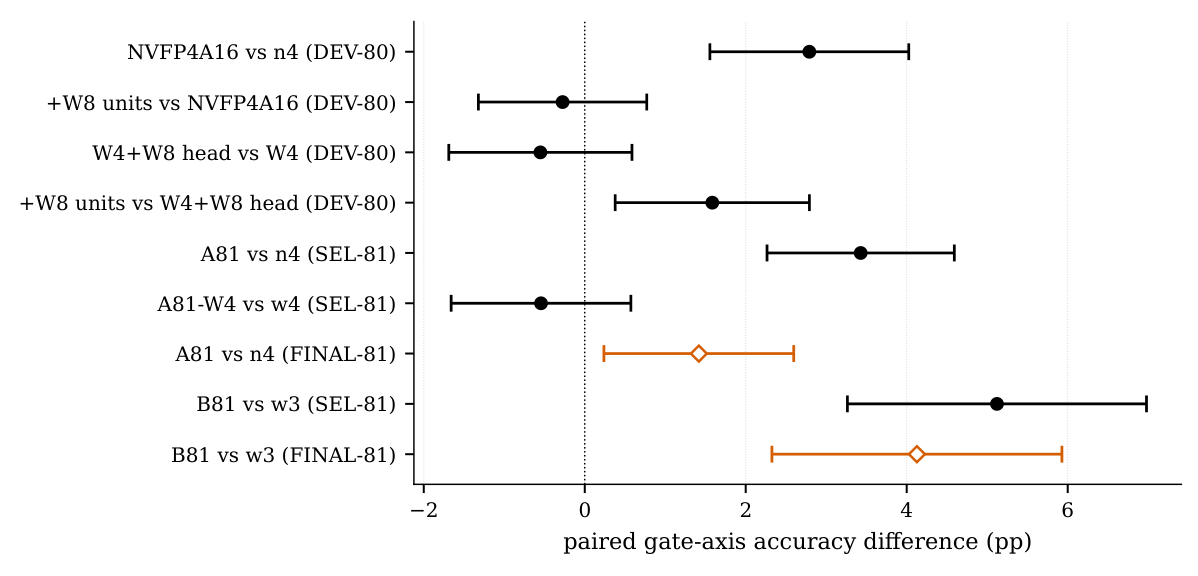 NVFP4A16 vs n4 (DEV-80)
+W8 units vs NVFP4A16 (DEV-80)
W4+W8 head vs W4 (DEV-80)
+W8 units vs W4+W8 head (DEV-80)
A81 vs n4 (SEL-81)
A81-W4 vs w4 (SEL-81)
A81 vs n4 (FINAL-81)
B81 vs w3 (SEL-81)
B81 vs w3 (FINAL-81)
−2 0 2 4 6
paired gate-axis accuracy difference (pp)